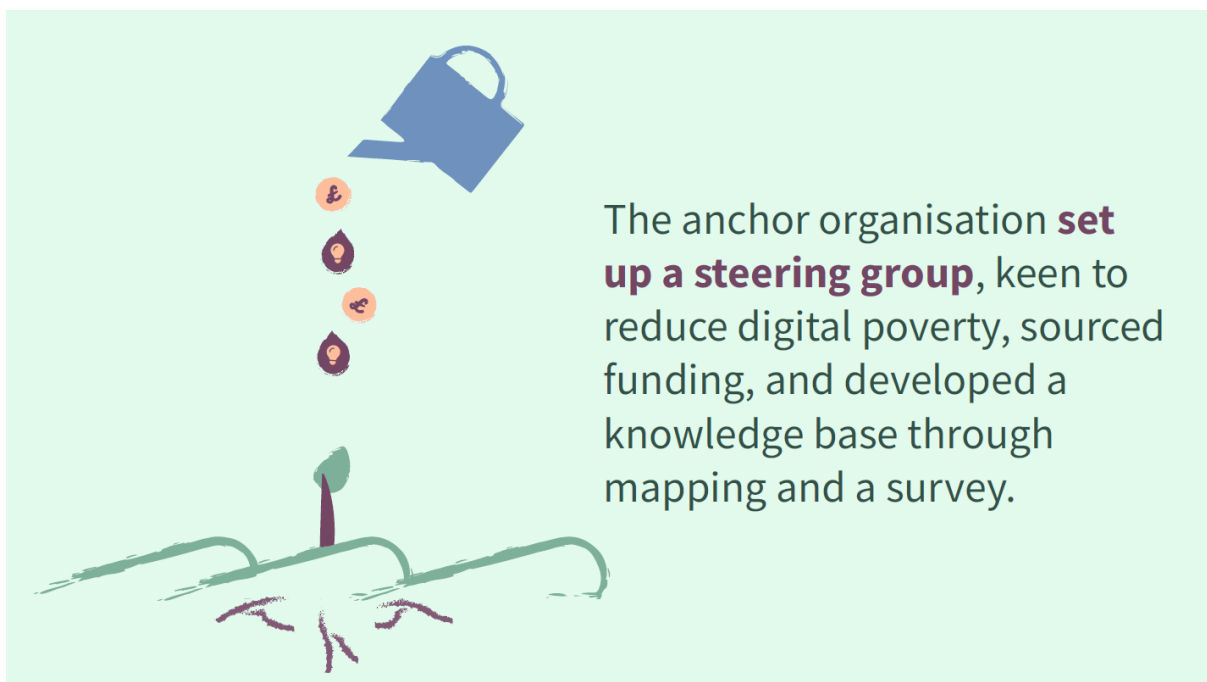 £
£
The anchor organisation set
up a steering group, keen to
reduce digital poverty, sourced
funding, and developed a
knowledge base through
mapping and a survey.